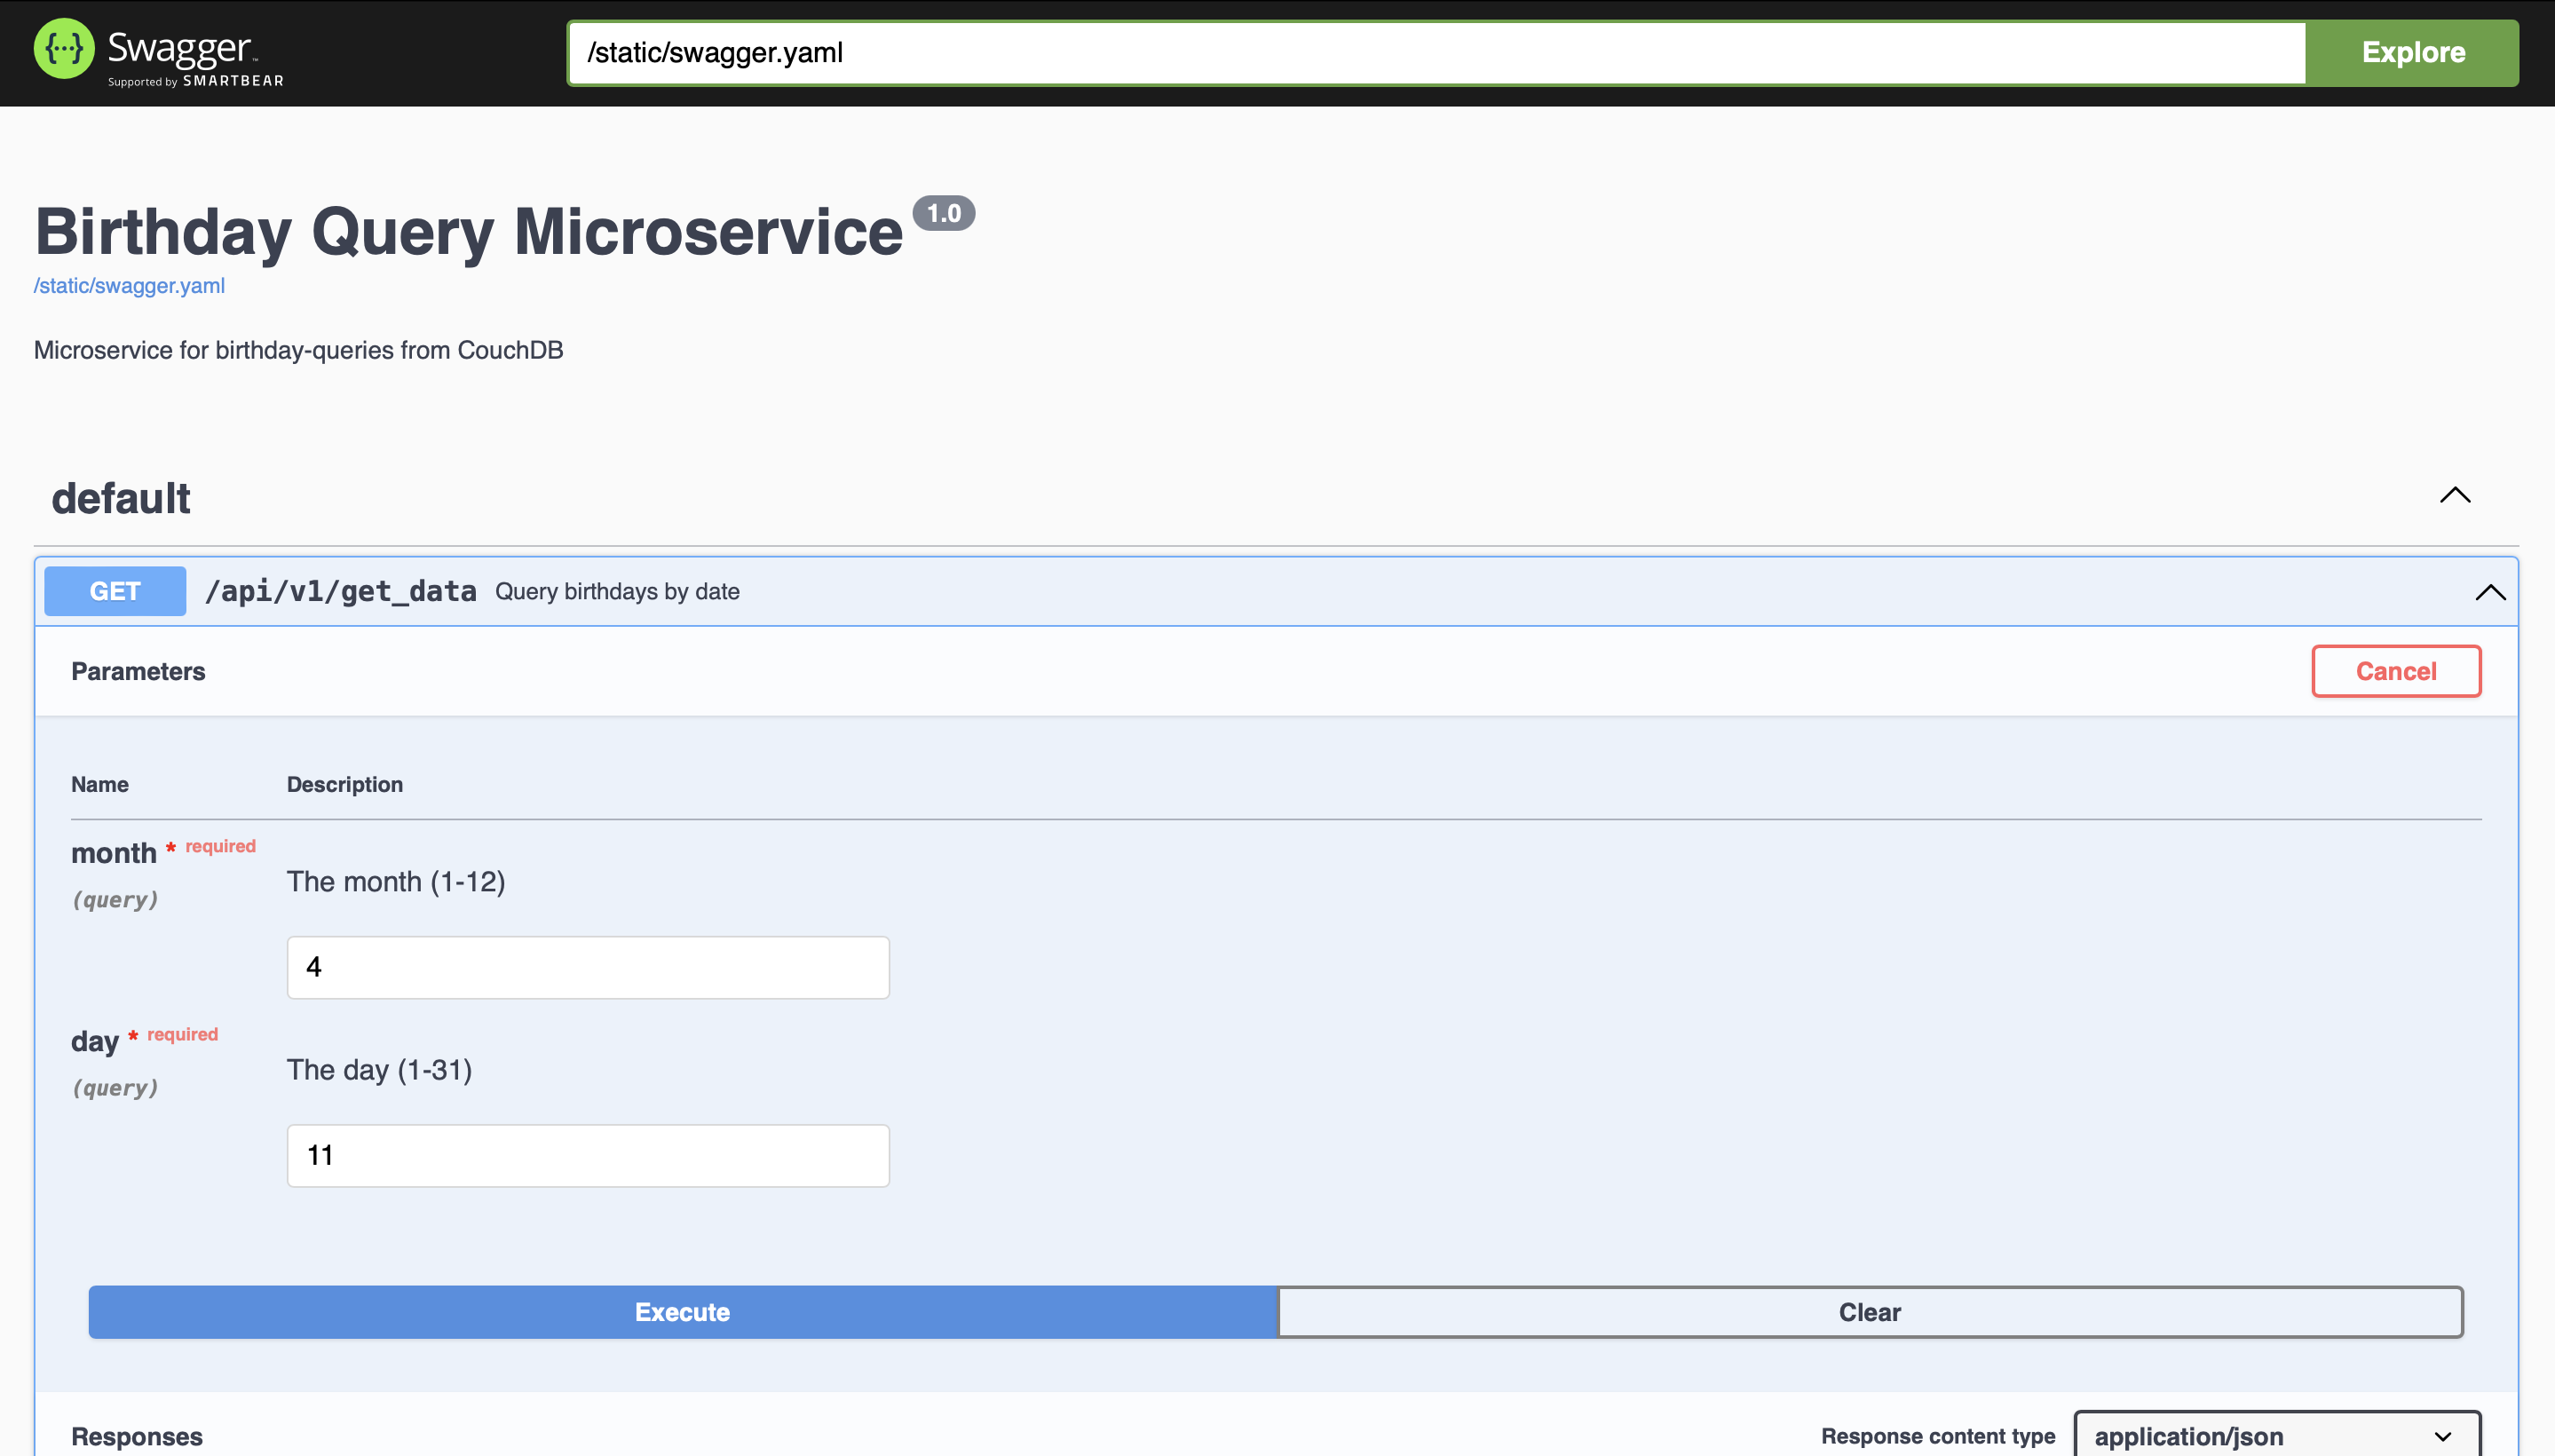 {···} Swagger™
Supported by SMARTBEAR
/static/swagger.yaml
Explore
Birthday Query Microservice 1.0
/static/swagger.yaml
Microservice for birthday-queries from CouchDB
default
GET /api/v1/get_data Query birthdays by date
Parameters
Cancel
Name Description
month * required
(query)
The month (1-12)
4
day * required
(query)
The day (1-31)
11
Execute
Clear
Responses
Response content type
application/json